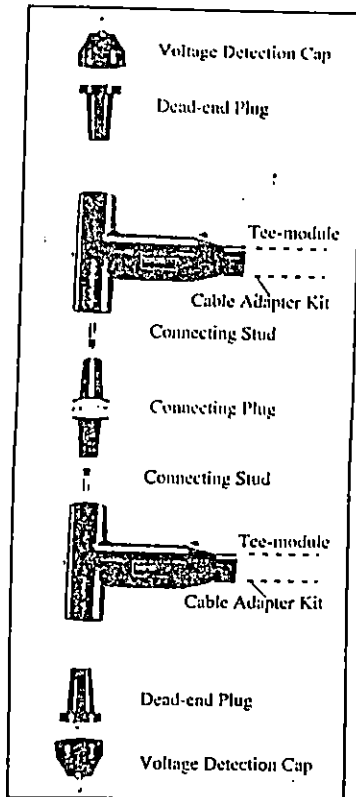 Voltage Detection Cap
Dead-end Plug
Tee-module
Cable Adapter Kit
Connecting Stud
Connecting Plug
Connecting Stud
Tee-module
Cable Adapter Kit
Dead-end Plug
Voltage Detection Cap